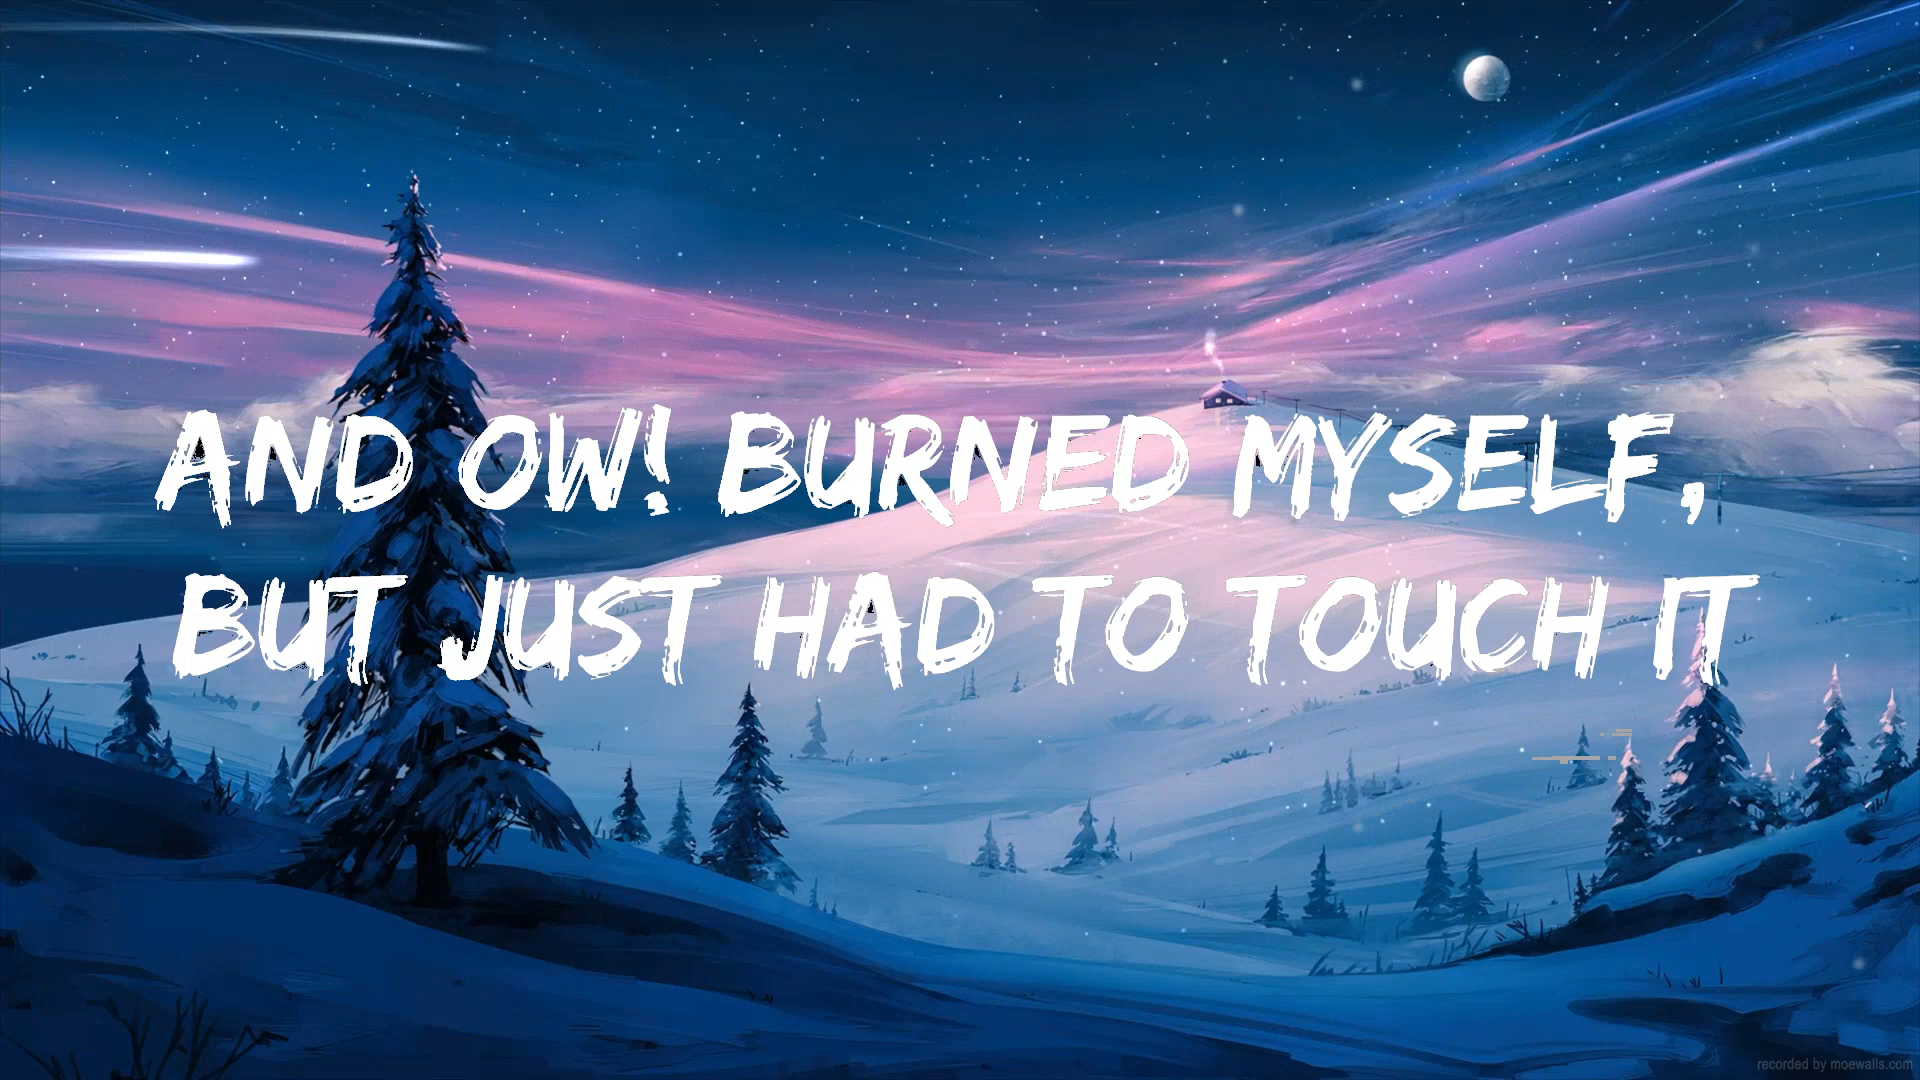 AND OW! BURNED MYSELF,
BUT JUST HAD TO TOUCH IT
recorded by moewalls.com